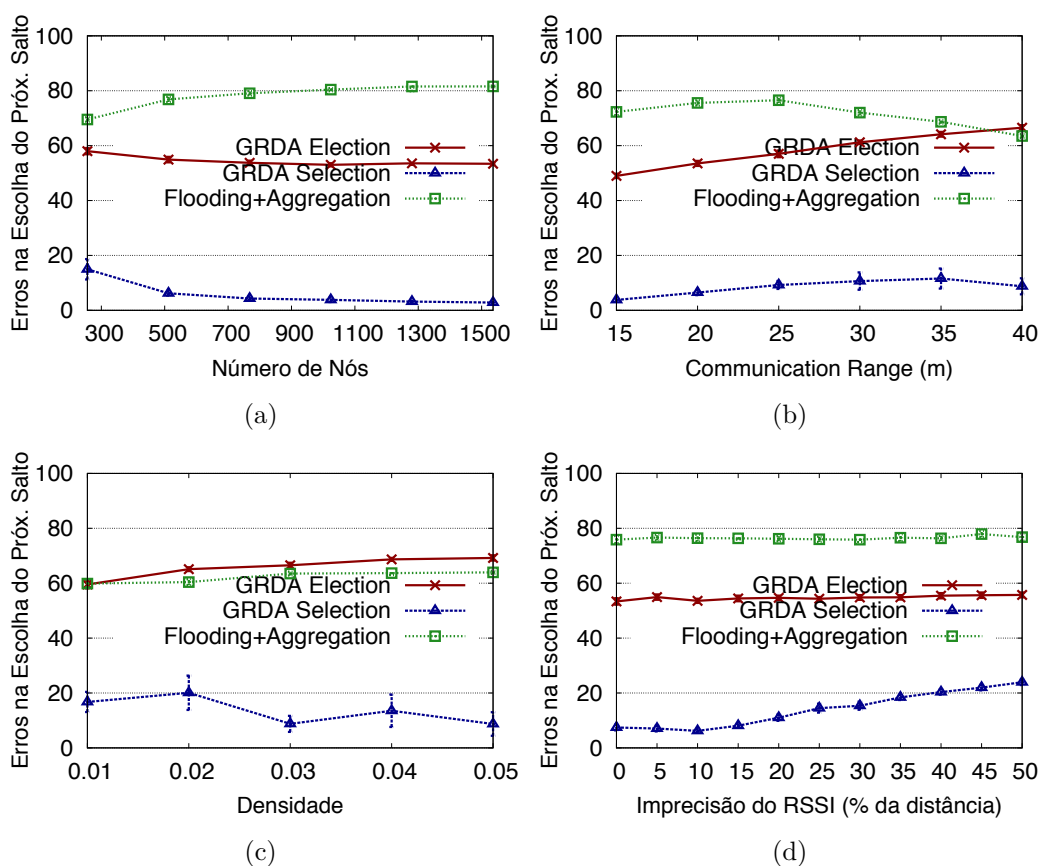 Erros na Escolha do Próx. Salto
100
80
60
40
20
0
GRDA Election
GRDA Selection
Flooding+Aggregation
300 500 700 900 1100 1300 1500
Número de Nós
(a)
Erros na Escolha do Próx. Salto
100
80
60
40
20
0
GRDA Election
GRDA Selection
Flooding+Aggregation
15 20 25 30 35 40
Communication Range (m)
(b)
Erros na Escolha do Próx. Salto
100
80
60
40
20
0
GRDA Election
GRDA Selection
Flooding+Aggregation
0.01 0.02 0.03 0.04 0.05
Densidade
(c)
Erros na Escolha do Próx. Salto
100
80
60
40
20
0
GRDA Election
GRDA Selection
Flooding+Aggregation
0 5 10 15 20 25 30 35 40 45 50
Imprecisão do RSSI (% da distância)
(d)